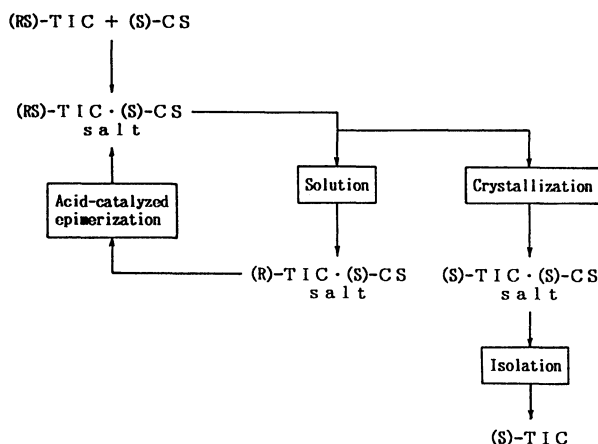 (RS)-TIC + (S)-CS
(RS)-TIC·(S)-CS
salt
Acid-catalyzed
epimerization
Solution
Crystallization
(R)-TIC·(S)-CS
salt
(S)-TIC·(S)-CS
salt
Isolation
(S)-TIC